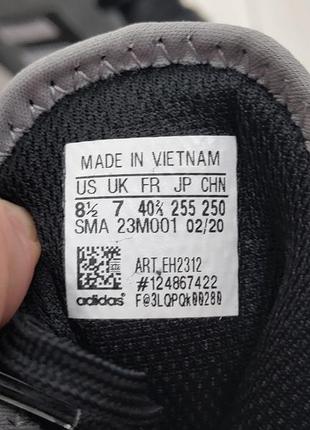 MADE IN VIETNAM
US UK FR JP CHN
8½ 7 40⅔ 255 250
SMA 23M001 02/20
ART. EH2312
#124867422
adidas F@3LQPQk00280